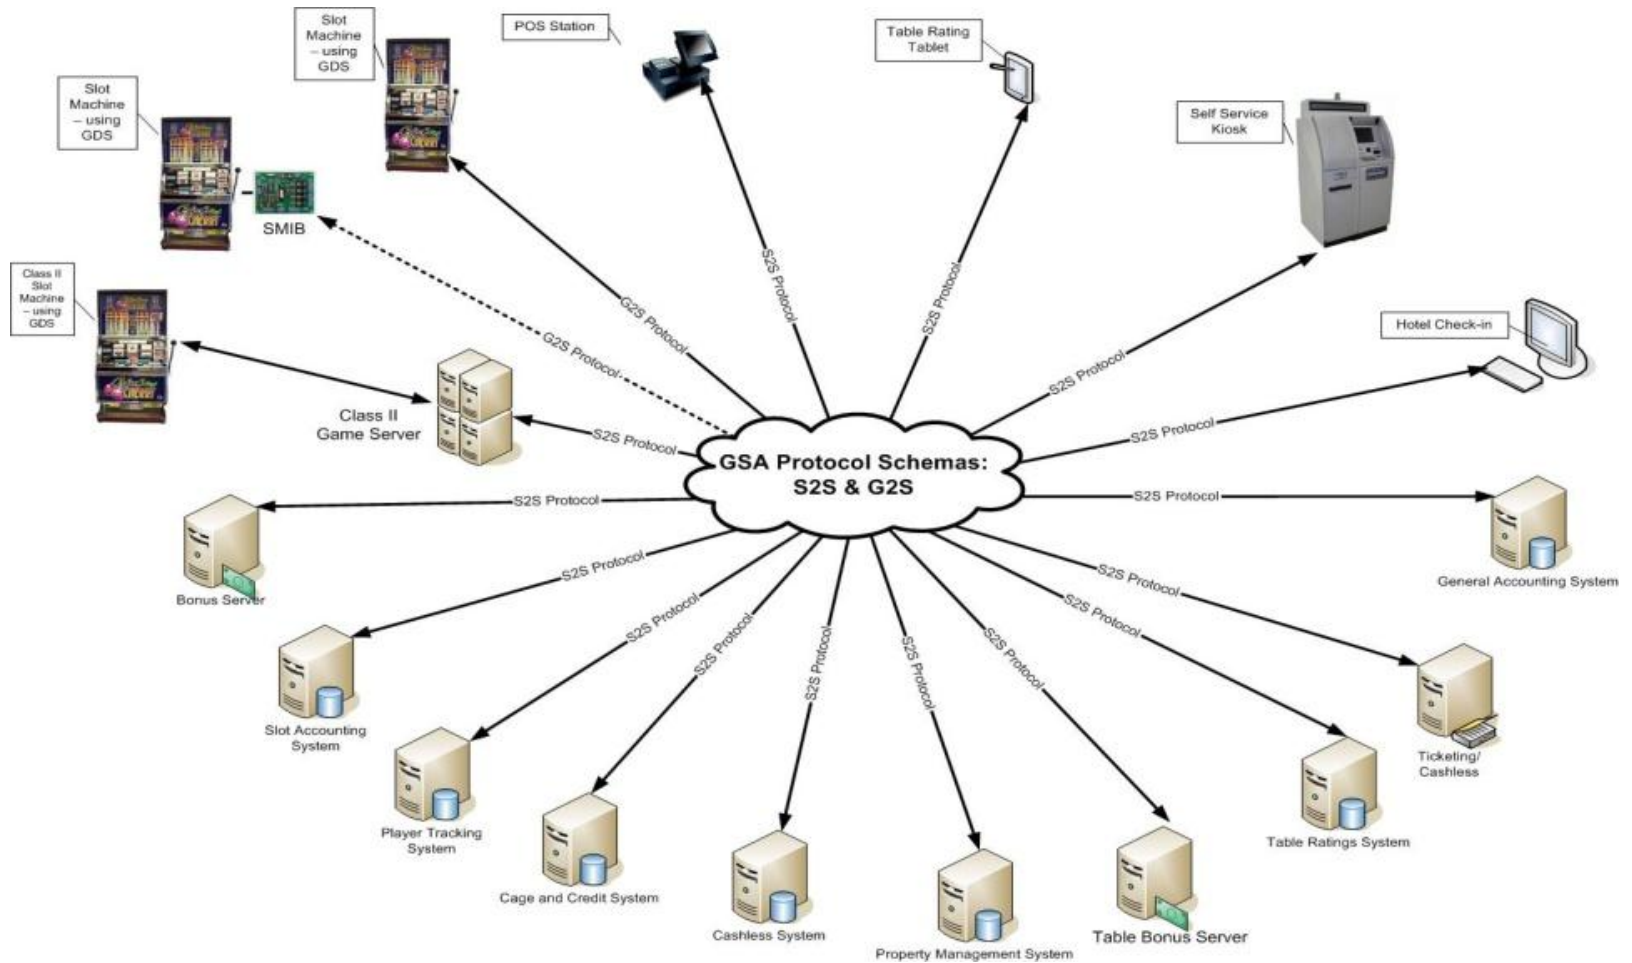 Slot
Machine
– using
GDS
POS Station
Table Rating
Tablet
Slot
Machine
– using
GDS
Self Service
Kiosk
SMIB
Class II
Slot
Machine
– using
GDS
Hotel Check-in
G2S Protocol
G2S Protocol
S2S Protocol
S2S Protocol
S2S Protocol
S2S Protocol
Class II
Game Server
S2S Protocol
GSA Protocol Schemas:
S2S & G2S
S2S Protocol
S2S Protocol
Bonus Server
General Accounting System
S2S Protocol
S2S Protocol
S2S Protocol
S2S Protocol
S2S Protocol
S2S Protocol
S2S Protocol
S2S Protocol
S2S Protocol
Slot Accounting
System
Ticketing/
Cashless
Player Tracking
System
Table Ratings System
Cage and Credit System
Cashless System
Property Management System
Table Bonus Server